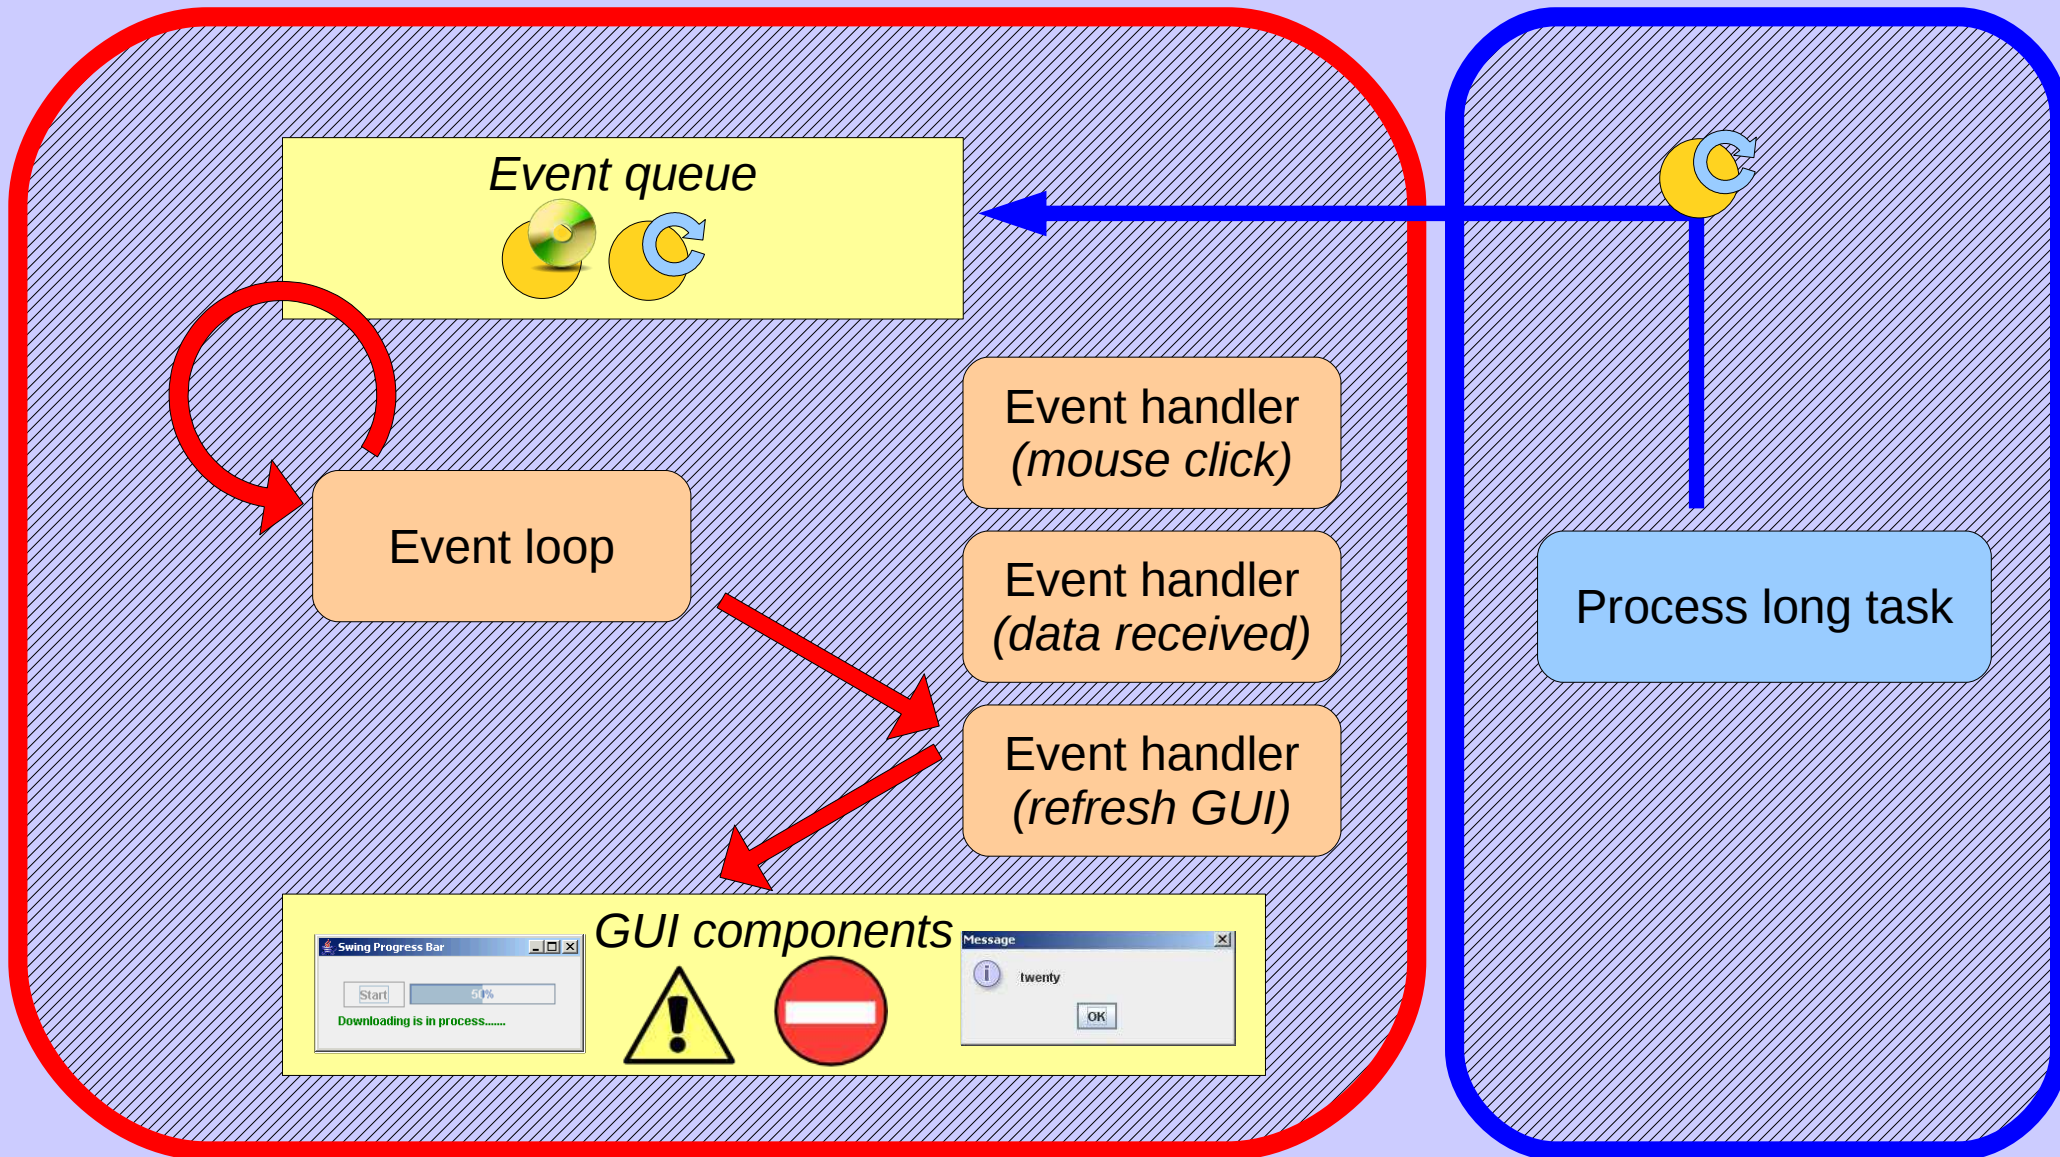 Event queue
Event handler
(mouse click)
Event loop
Event handler
(data received)
Process long task
Event handler
(refresh GUI)
GUI components
Swing Progress Bar
Start
50%
Downloading is in process.......
Message
i
twenty
OK